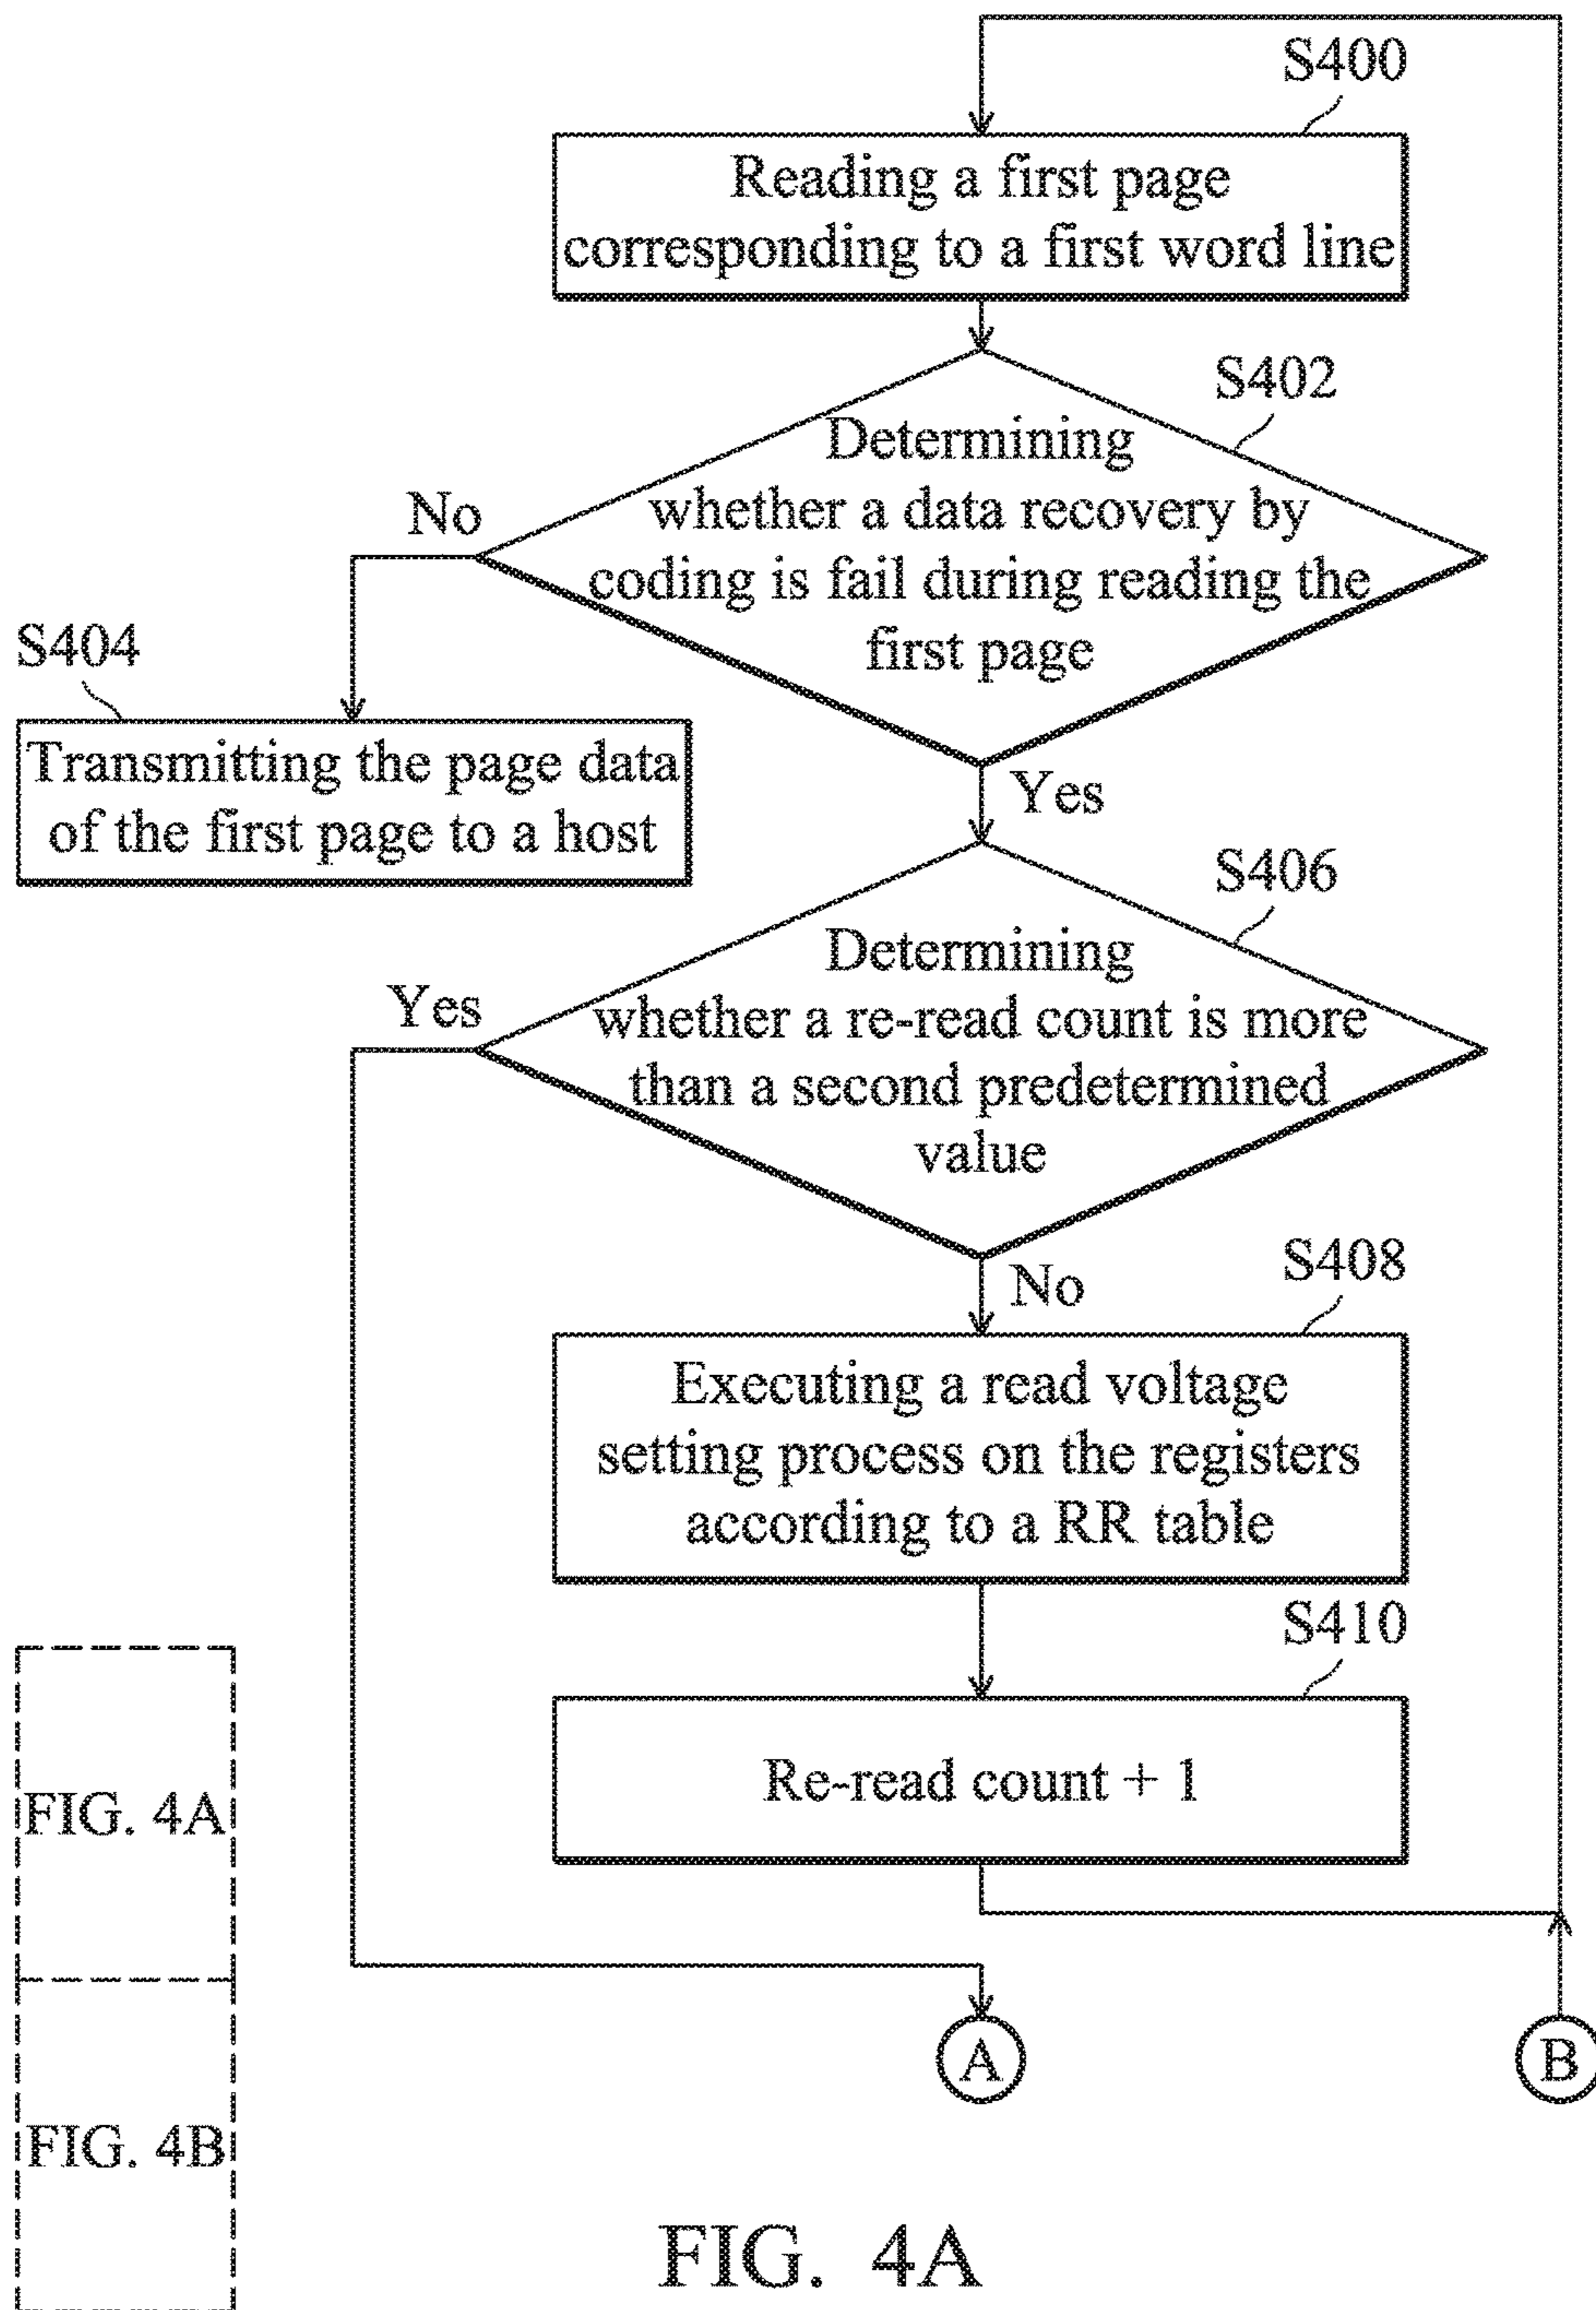 S400
Reading a first page
corresponding to a first word line
S402
Determining
whether a data recovery by
coding is fail during reading the
first page
No
S404
Transmitting the page data
of the first page to a host
Yes
S406
Determining
whether a re-read count is more
than a second predetermined
value
Yes
No
S408
Executing a read voltage
setting process on the registers
according to a RR table
S410
Re-read count + 1
A
B
FIG. 4A
FIG. 4B
FIG. 4A